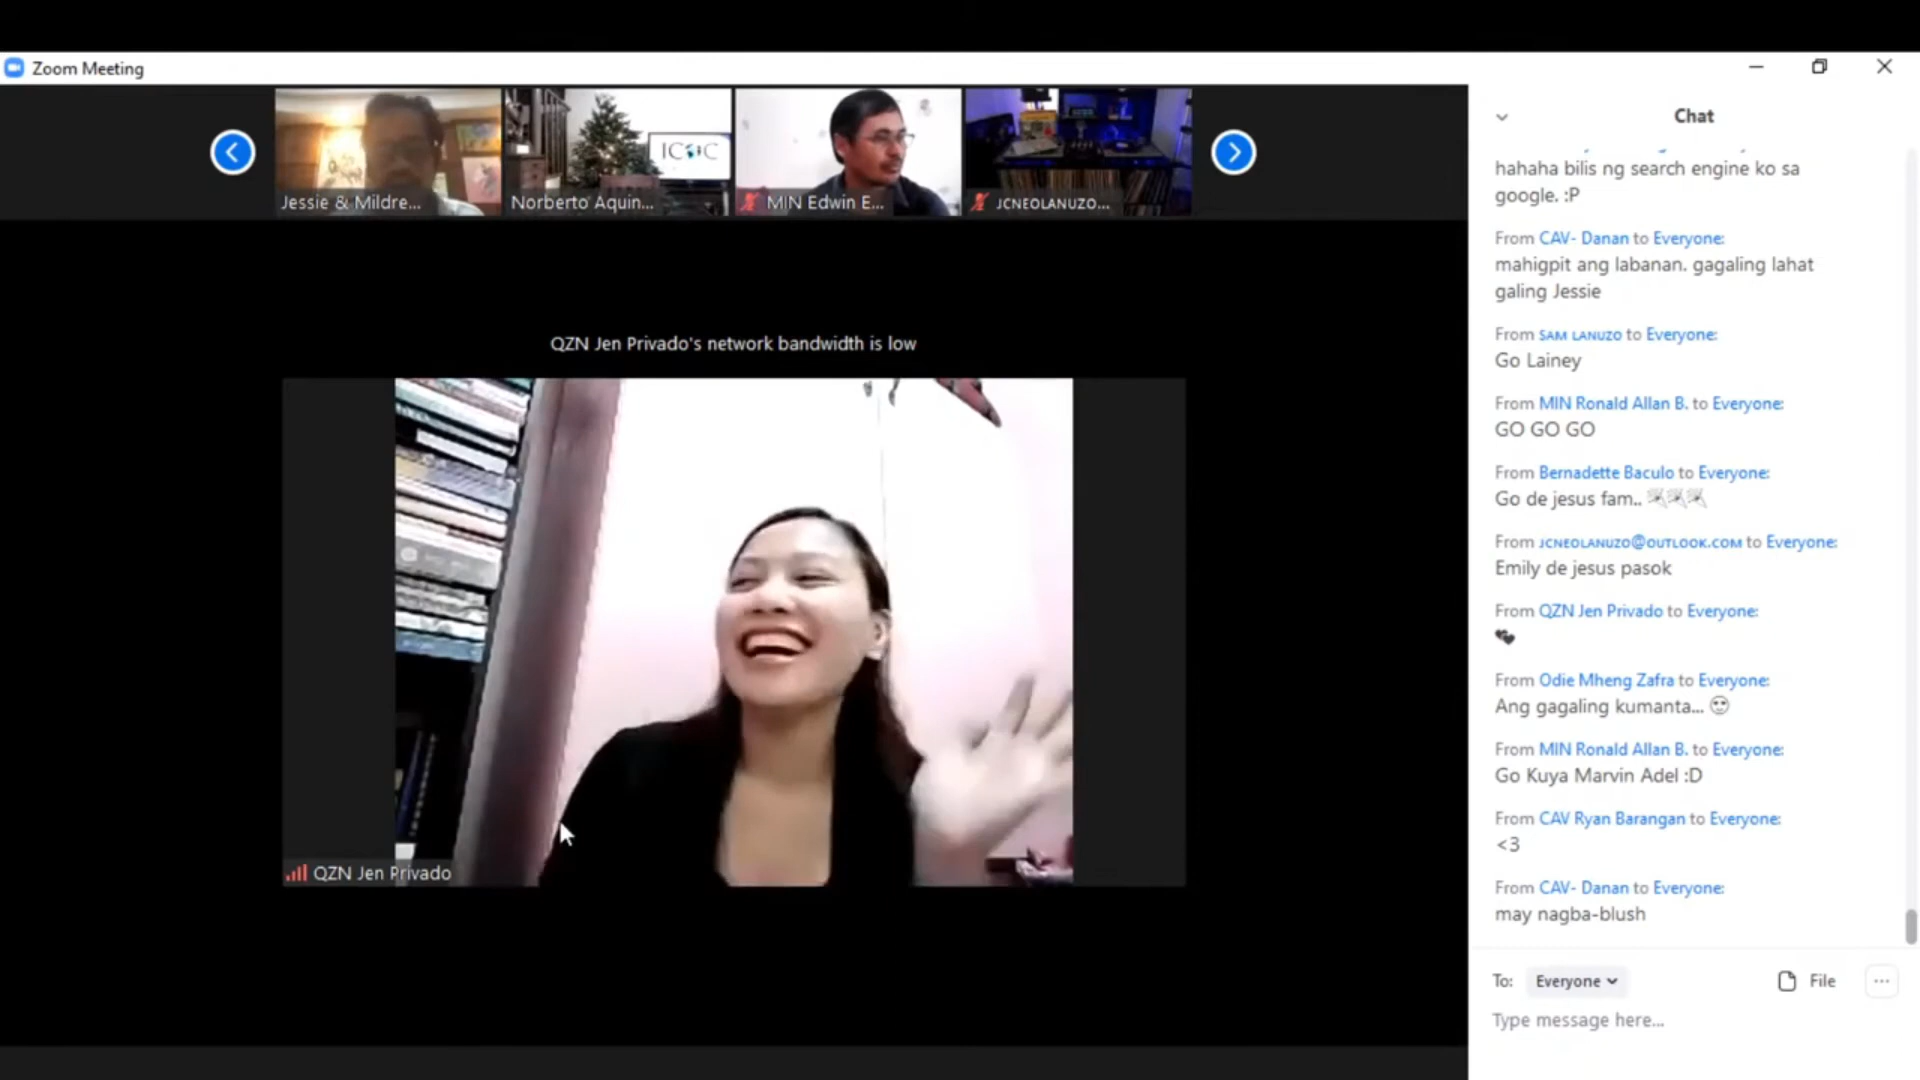 Zoom Meeting
Jessie & Mildre...
Norberto Aquin...
ICOC
MIN Edwin E...
JCNEOLANUZO...
QZN Jen Privado's network bandwidth is low
QZN Jen Privado
Chat
hahaha bilis ng search engine ko sa
google. :P
From CAV- Danan to Everyone:
mahigpit ang labanan. gagaling lahat
galing Jessie
From SAM LANUZO to Everyone:
Go Lainey
From MIN Ronald Allan B. to Everyone:
GO GO GO
From Bernadette Baculo to Everyone:
Go de jesus fam..
From JCNEOLANUZO@OUTLOOK.COM to Everyone:
Emily de jesus pasok
From QZN Jen Privado to Everyone:
From Odie Mheng Zafra to Everyone:
Ang gagaling kumanta...
From MIN Ronald Allan B. to Everyone:
Go Kuya Marvin Adel :D
From CAV Ryan Barangan to Everyone:
<3
From CAV- Danan to Everyone:
may nagba-blush
To: Everyone
File
Type message here...